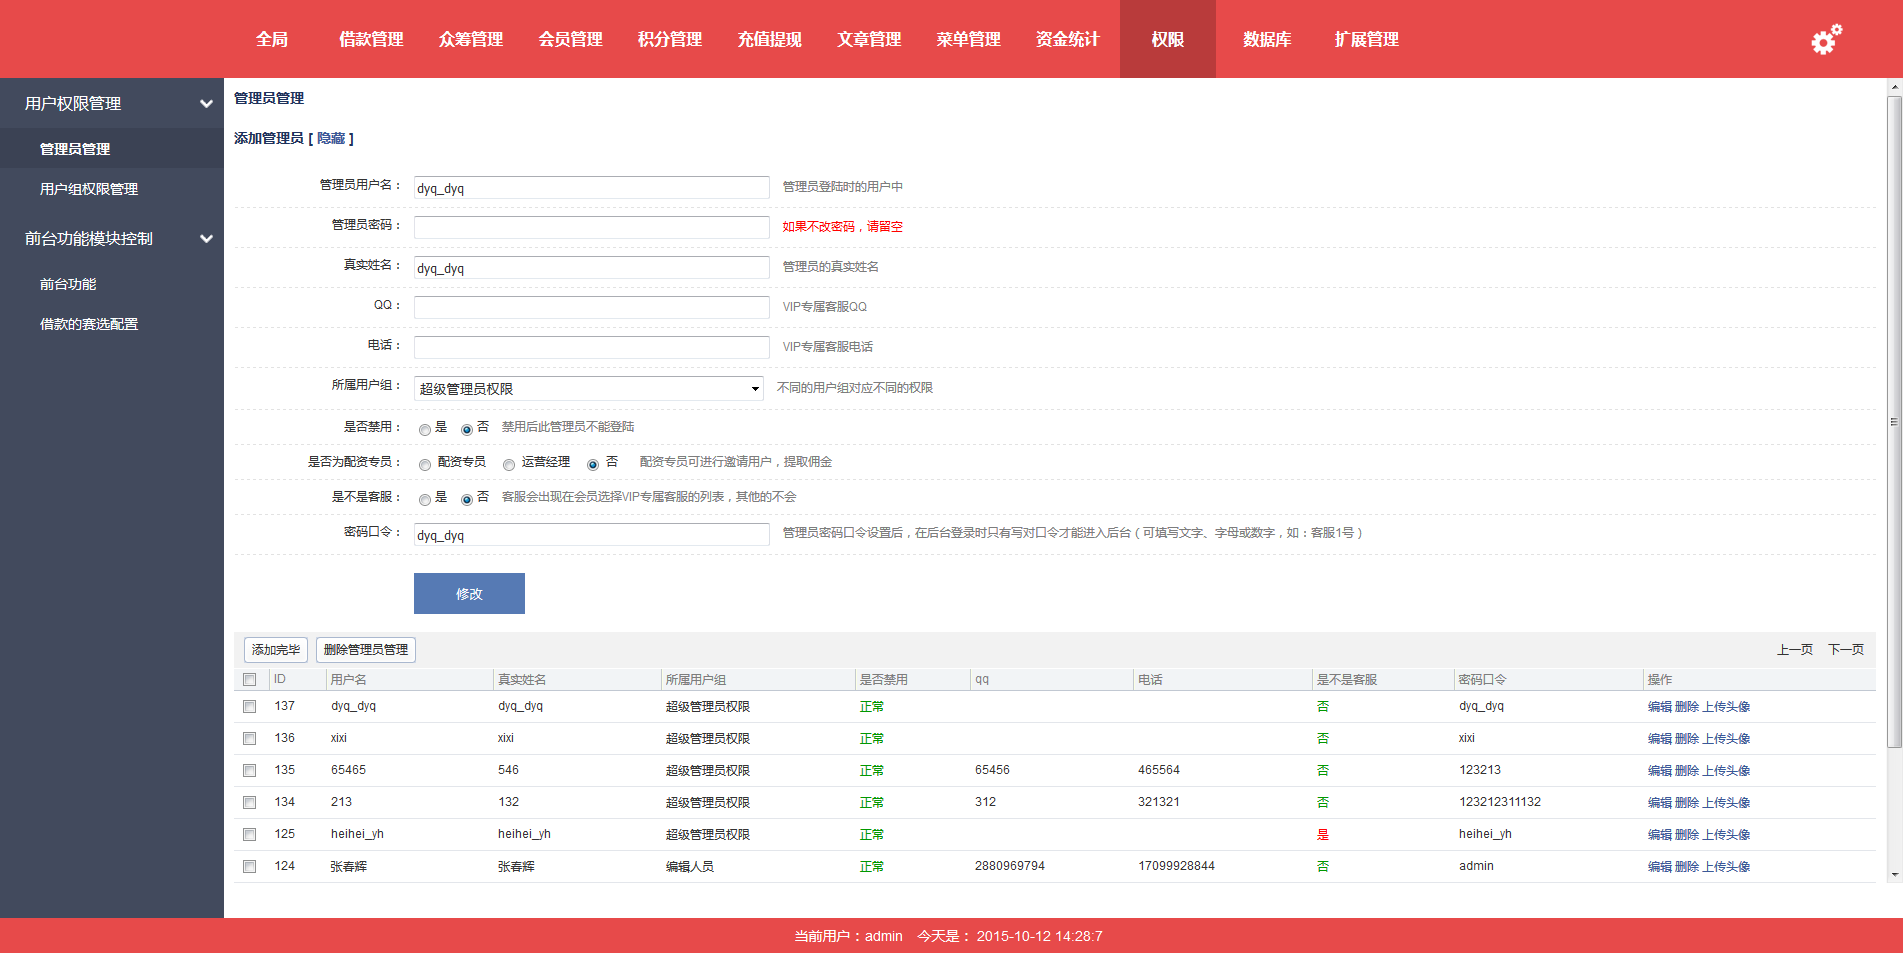 全局 借款管理 众筹管理 会员管理 积分管理 充值提现 文章管理 菜单管理 资金统计 权限 数据库 扩展管理
用户权限管理
管理员管理
用户组权限管理
前台功能模块控制
前台功能
借款的赛选配置
管理员管理
添加管理员 [ 隐藏 ]
管理员用户名： dyq_dyq 管理员登陆时的用户中
管理员密码： 如果不改密码，请留空
真实姓名： dyq_dyq 管理员的真实姓名
QQ： VIP专属客服QQ
电话： VIP专属客服电话
所属用户组： 超级管理员权限 不同的用户组对应不同的权限
是否禁用： 是 否 禁用后此管理员不能登陆
是否为配资专员： 配资专员 运营经理 否 配资专员可进行邀请用户，提取佣金
是不是客服： 是 否 客服会出现在会员选择VIP专属客服的列表，其他的不会
密码口令： dyq_dyq 管理员密码口令设置后，在后台登录时只有写对口令才能进入后台（可填写文字、字母或数字，如：客服1号）
修改
添加完毕 删除管理员管理 上一页 下一页
ID 用户名 真实姓名 所属用户组 是否禁用 qq 电话 是不是客服 密码口令 操作
137 dyq_dyq dyq_dyq 超级管理员权限 正常 否 dyq_dyq 编辑 删除 上传头像
136 xixi xixi 超级管理员权限 正常 否 xixi 编辑 删除 上传头像
135 65465 546 超级管理员权限 正常 65456 465564 否 123213 编辑 删除 上传头像
134 213 132 超级管理员权限 正常 312 321321 否 123212311132 编辑 删除 上传头像
125 heihei_yh heihei_yh 超级管理员权限 正常 是 heihei_yh 编辑 删除 上传头像
124 张春辉 张春辉 编辑人员 正常 2880969794 17099928844 否 admin 编辑 删除 上传头像
当前用户：admin 今天是： 2015-10-12 14:28:7